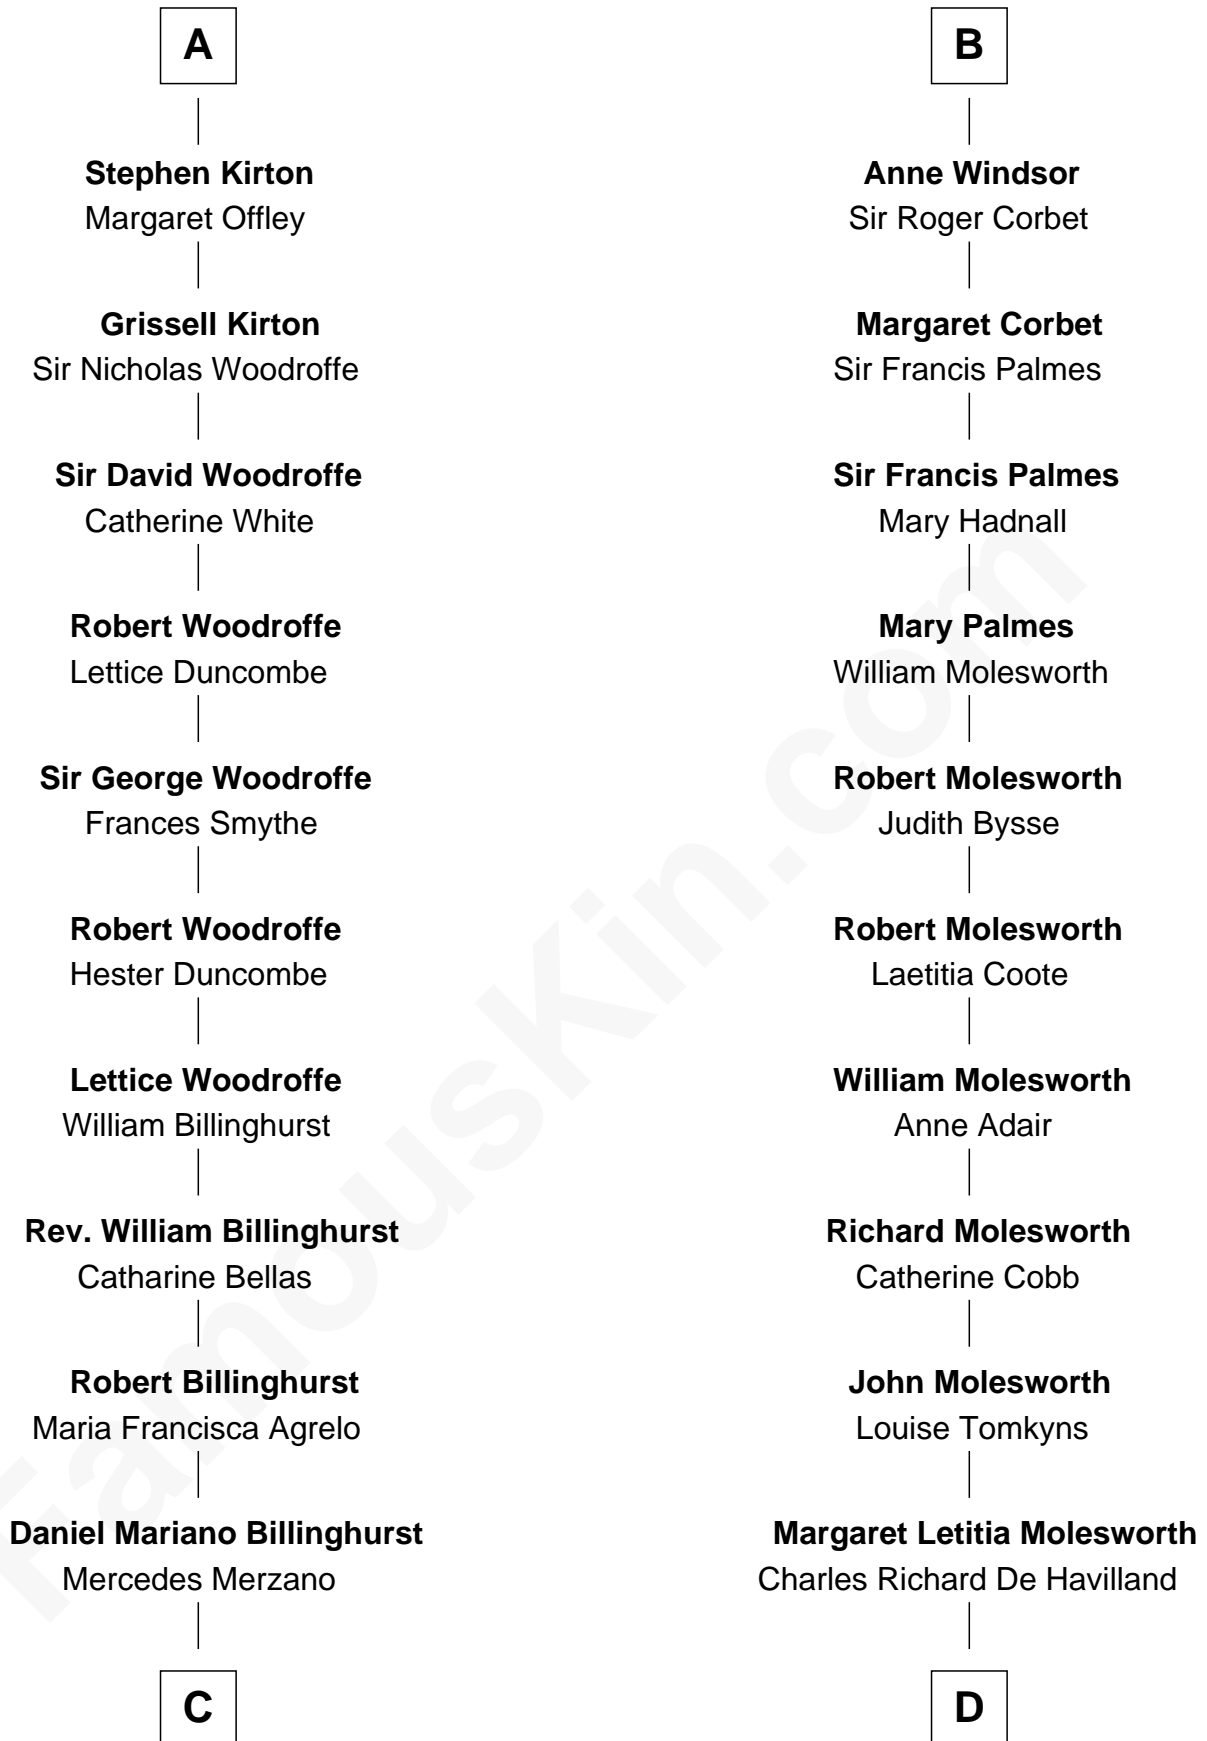 A
Stephen Kirton
Margaret Offley
Grissell Kirton
Sir Nicholas Woodroffe
Sir David Woodroffe
Catherine White
Robert Woodroffe
Lettice Duncombe
Sir George Woodroffe
Frances Smythe
Robert Woodroffe
Hester Duncombe
Lettice Woodroffe
William Billinghurst
Rev. William Billinghurst
Catharine Bellas
Robert Billinghurst
Maria Francisca Agrelo
Daniel Mariano Billinghurst
Mercedes Merzano
C
B
Anne Windsor
Sir Roger Corbet
Margaret Corbet
Sir Francis Palmes
Sir Francis Palmes
Mary Hadnall
Mary Palmes
William Molesworth
Robert Molesworth
Judith Bysse
Robert Molesworth
Laetitia Coote
William Molesworth
Anne Adair
Richard Molesworth
Catherine Cobb
John Molesworth
Louise Tomkyns
Margaret Letitia Molesworth
Charles Richard De Havilland
D
FamousKin.com